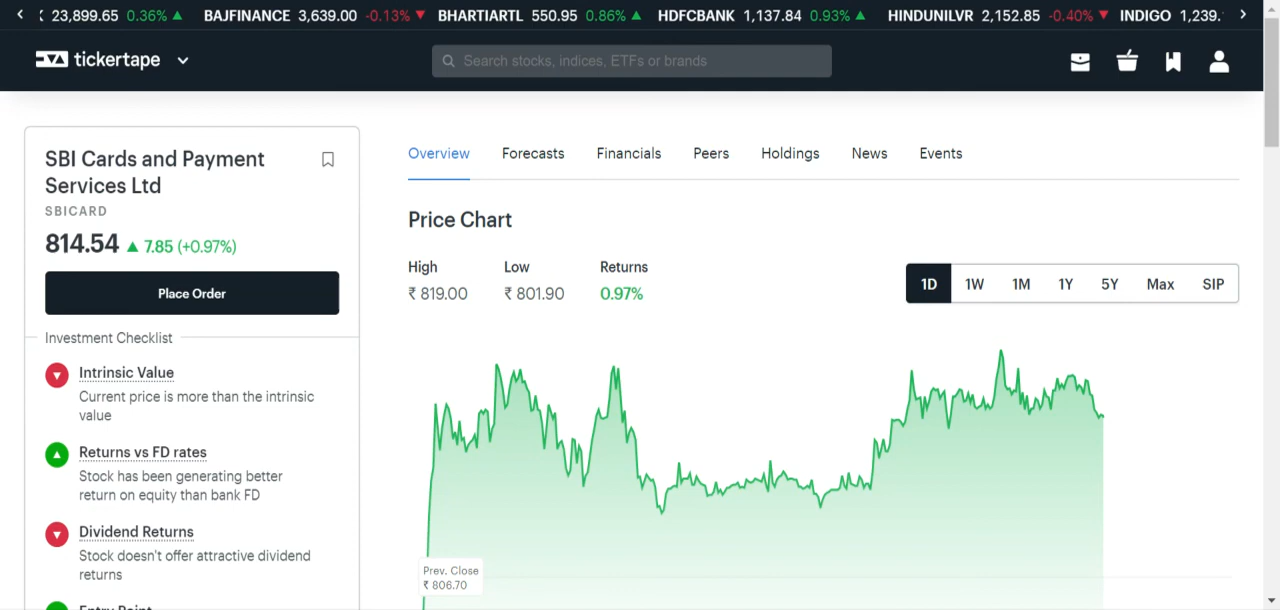 23,899.65 0.36% ▲ BAJFINANCE 3,639.00 -0.13% ▼ BHARTIARTL 550.95 0.86% ▲ HDFCBANK 1,137.84 0.93% ▲ HINDUNILVR 2,152.85 -0.40% ▼ INDIGO 1,239.
tickertape
Search stocks, indices, ETFs or brands
SBI Cards and Payment
Services Ltd
SBICARD
814.54 ▲ 7.85 (+0.97%)
Place Order
Investment Checklist
Intrinsic Value
Current price is more than the intrinsic
value
Returns vs FD rates
Stock has been generating better
return on equity than bank FD
Dividend Returns
Stock doesn't offer attractive dividend
returns
Entry Point
Overview Forecasts Financials Peers Holdings News Events
Price Chart
High Low Returns
₹ 819.00 ₹ 801.90 0.97%
1D 1W 1M 1Y 5Y Max SIP
Prev. Close
₹ 806.70